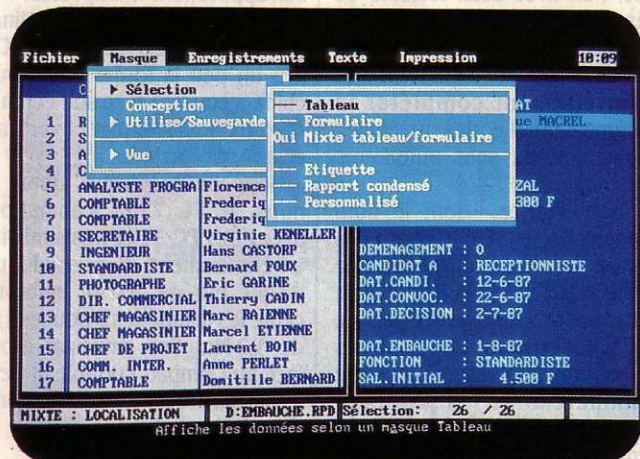 Fichier Masque Enregistrements Texte Impression 10:09
Sélection
Conception
Utilise/Sauvegarde
Vue
Tableau
Formulaire
Oui Mixte tableau/formulaire
Etiquette
Rapport condensé
Personnalisé
1 R
2 S
3 A
4 C
5 ANALYSTE PROGRA Florence
6 COMPTABLE Frederiq
7 COMPTABLE Frederiq
8 SECRETAIRE Virginie KENELLER
9 INGENIEUR Hans CASTORP
10 STANDARDISTE Bernard FOUX
11 PHOTOGRAPHE Eric GARINE
12 DIR. COMMERCIAL Thierry CADIN
13 CHEF MAGASINIER Marc RAIENNE
14 CHEF MAGASINIER Marcel ETIENNE
15 CHEF DE PROJET Laurent BOIN
16 COMM. INTER. Anne PERLET
17 COMPTABLE Domitille BERNARD
AT
ue MACREL
ZAL
300 F
DEMENAGEMENT : O
CANDIDAT A : RECEPTIONNISTE
DAT.CANDI. : 12-6-87
DAT.CONVOC. : 22-6-87
DAT.DECISION : 2-7-87
DAT.EMBAUCHE : 1-8-87
FONCTION : STANDARDISTE
SAL.INITIAL : 4.500 F
MIXTE : LOCALISATION D:EMBAUCHE.RPD Sélection: 26 / 26
Affiche les données selon un masque Tableau